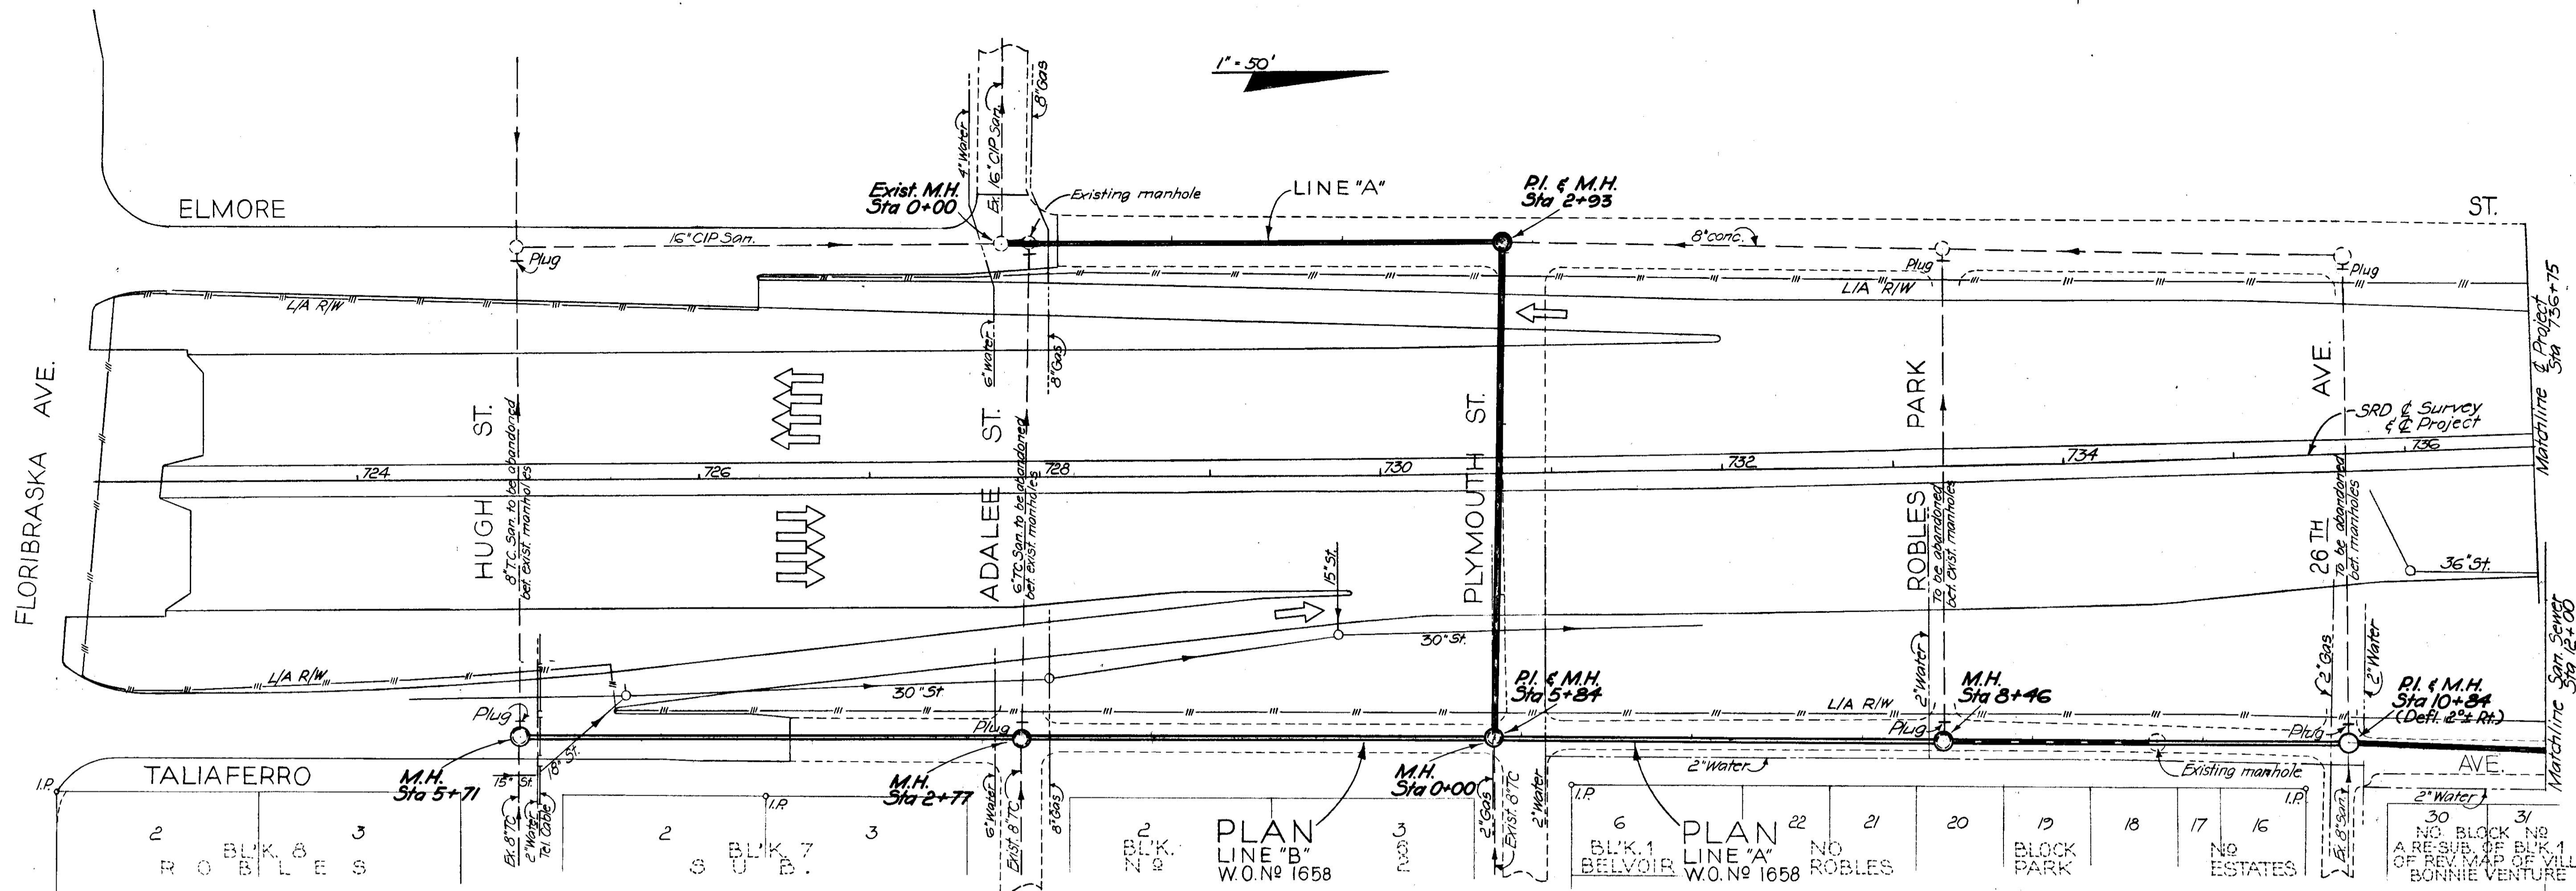 1" = 50'
4" Water
Ex. 16" CIP San.
8" Gas
Exist. M.H.
Sta 0+00
Existing manhole
LINE "A"
P.I. & M.H.
Sta 2+93
ELMORE
ST.
16" CIP San.
Plug
8" conc.
Plug
Plug
L/A R/W
L/A R/W
6" Water
8" Gas
FLORIBRASKA AVE.
HUGH ST.
8" T.C. San. to be abandoned
bet. exist. manholes
ADALEE ST.
6" T.C. San. to be abandoned
bet. exist. manholes
PLYMOUTH ST.
ROBLES PARK
To be abandoned
bet. exist. manholes
26TH AVE.
To be abandoned
bet. manholes
SRD ℄ Survey
& ℄ Project
Matchline ℄ Project
Sta 736+75
724
726
728
730
732
734
736
15" St.
30" St.
36" St.
L/A R/W
30" St.
L/A R/W
2" Water
2" Gas
2" Water
Matchline San. Sewer
Sta 12+00
P.I. & M.H.
Sta 5+84
M.H.
Sta 8+46
P.I. & M.H.
Sta 10+84
(Defl. 2°± Rt.)
Plug
Plug
Plug
Plug
I.P.
TALIAFERRO
AVE.
M.H.
Sta 5+71
15" St.
18" St.
M.H.
Sta 2+77
M.H.
Sta 0+00
2" Water
Existing manhole
I.P.
I.P.
I.P.
2" Water
Ex. 8" TC
2" Water
Tel. Cable
6" Water
Exist. 8" TC
8" Gas
2" Gas
Exist. 8" TC
2" Water
Ex. 8" San.
2
3
2
3
2
3
6
22
21
20
19
18
17
16
30
31
BL'K. 8
ROBLES
BL'K. 7
SUB.
BL'K.
Nº
PLAN
LINE "B"
W.O. Nº 1658
BL'K. 1
BELVOIR
PLAN
LINE "A"
W.O. Nº 1658
NO
ROBLES
BLOCK
PARK
Nº
ESTATES
NO. BLOCK NO
A RE-SUB. OF BL'K. 1
OF REV. MAP OF VILL
BONNIE VENTURE